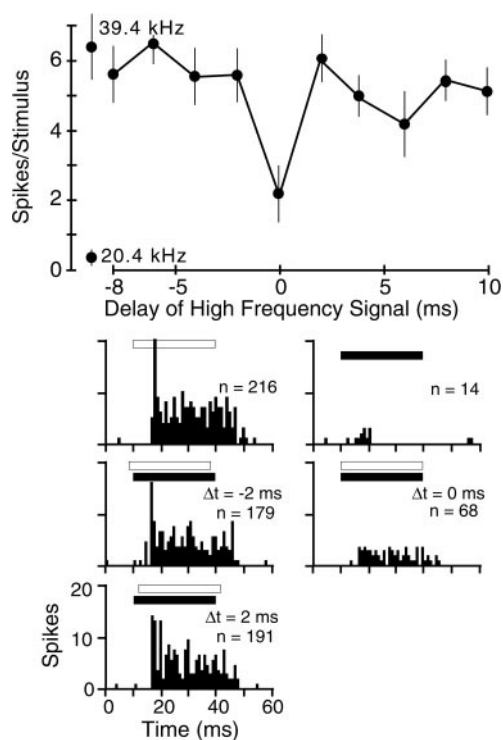 39.4 kHz
6
4
2
0
Spikes/Stimulus
20.4 kHz
-8 -5 0 5 10
Delay of High Frequency Signal (ms)
n = 216
n = 14
Δt = -2 ms
n = 179
Δt = 0 ms
n = 68
20
10
0
Spikes
Δt = 2 ms
n = 191
0 20 40 60
Time (ms)